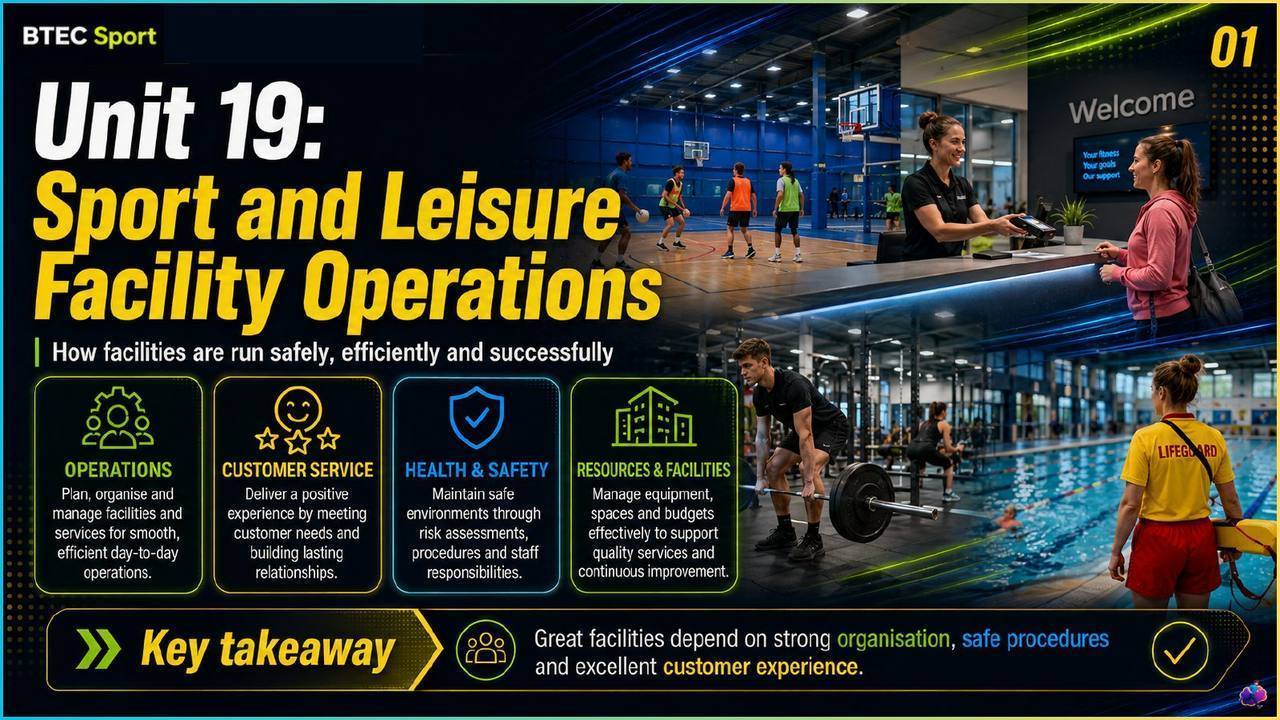 BTEC Sport
01
Unit 19:
Sport and Leisure
Facility Operations
How facilities are run safely, efficiently and successfully
Welcome
Your fitness
Your goals
Our support
LIFEGUARD
OPERATIONS
Plan, organise and
manage facilities and
services for smooth,
efficient day-to-day
operations.
CUSTOMER SERVICE
Deliver a positive
experience by meeting
customer needs and
building lasting
relationships.
HEALTH & SAFETY
Maintain safe
environments through
risk assessments,
procedures and staff
responsibilities.
RESOURCES & FACILITIES
Manage equipment,
spaces and budgets
effectively to support
quality services and
continuous improvement.
Key takeaway
Great facilities depend on strong organisation, safe procedures
and excellent customer experience.